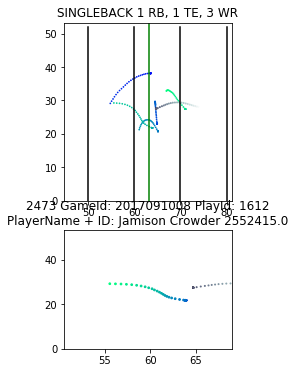 SINGLEBACK 1 RB, 1 TE, 3 WR
50
40
30
20
10
0
50 60 70 80
2473 GameId: 2017091008 PlayId: 1612
PlayerName + ID: Jamison Crowder 2552415.0
40
20
0
55 60 65